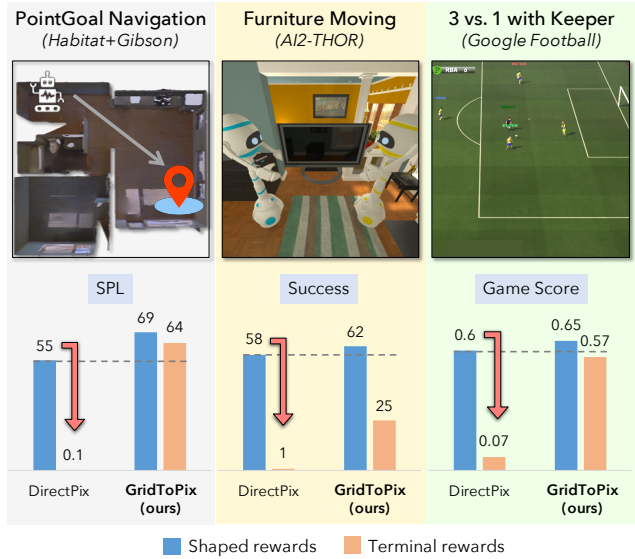 PointGoal Navigation
(Habitat+Gibson)
SPL
55
0.1
69
64
DirectPix
GridToPix
(ours)
Furniture Moving
(AI2-THOR)
Success
58
1
62
25
DirectPix
GridToPix
(ours)
3 vs. 1 with Keeper
(Google Football)
RBA 0
Game Score
0.6
0.07
0.65
0.57
DirectPix
GridToPix
(ours)
Shaped rewards
Terminal rewards